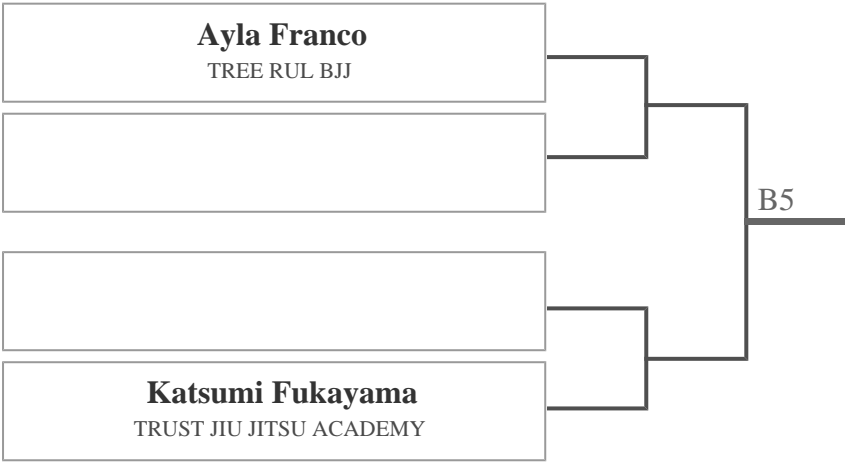 Ayla Franco
TREE RUL BJJ
B5
Katsumi Fukayama
TRUST JIU JITSU ACADEMY